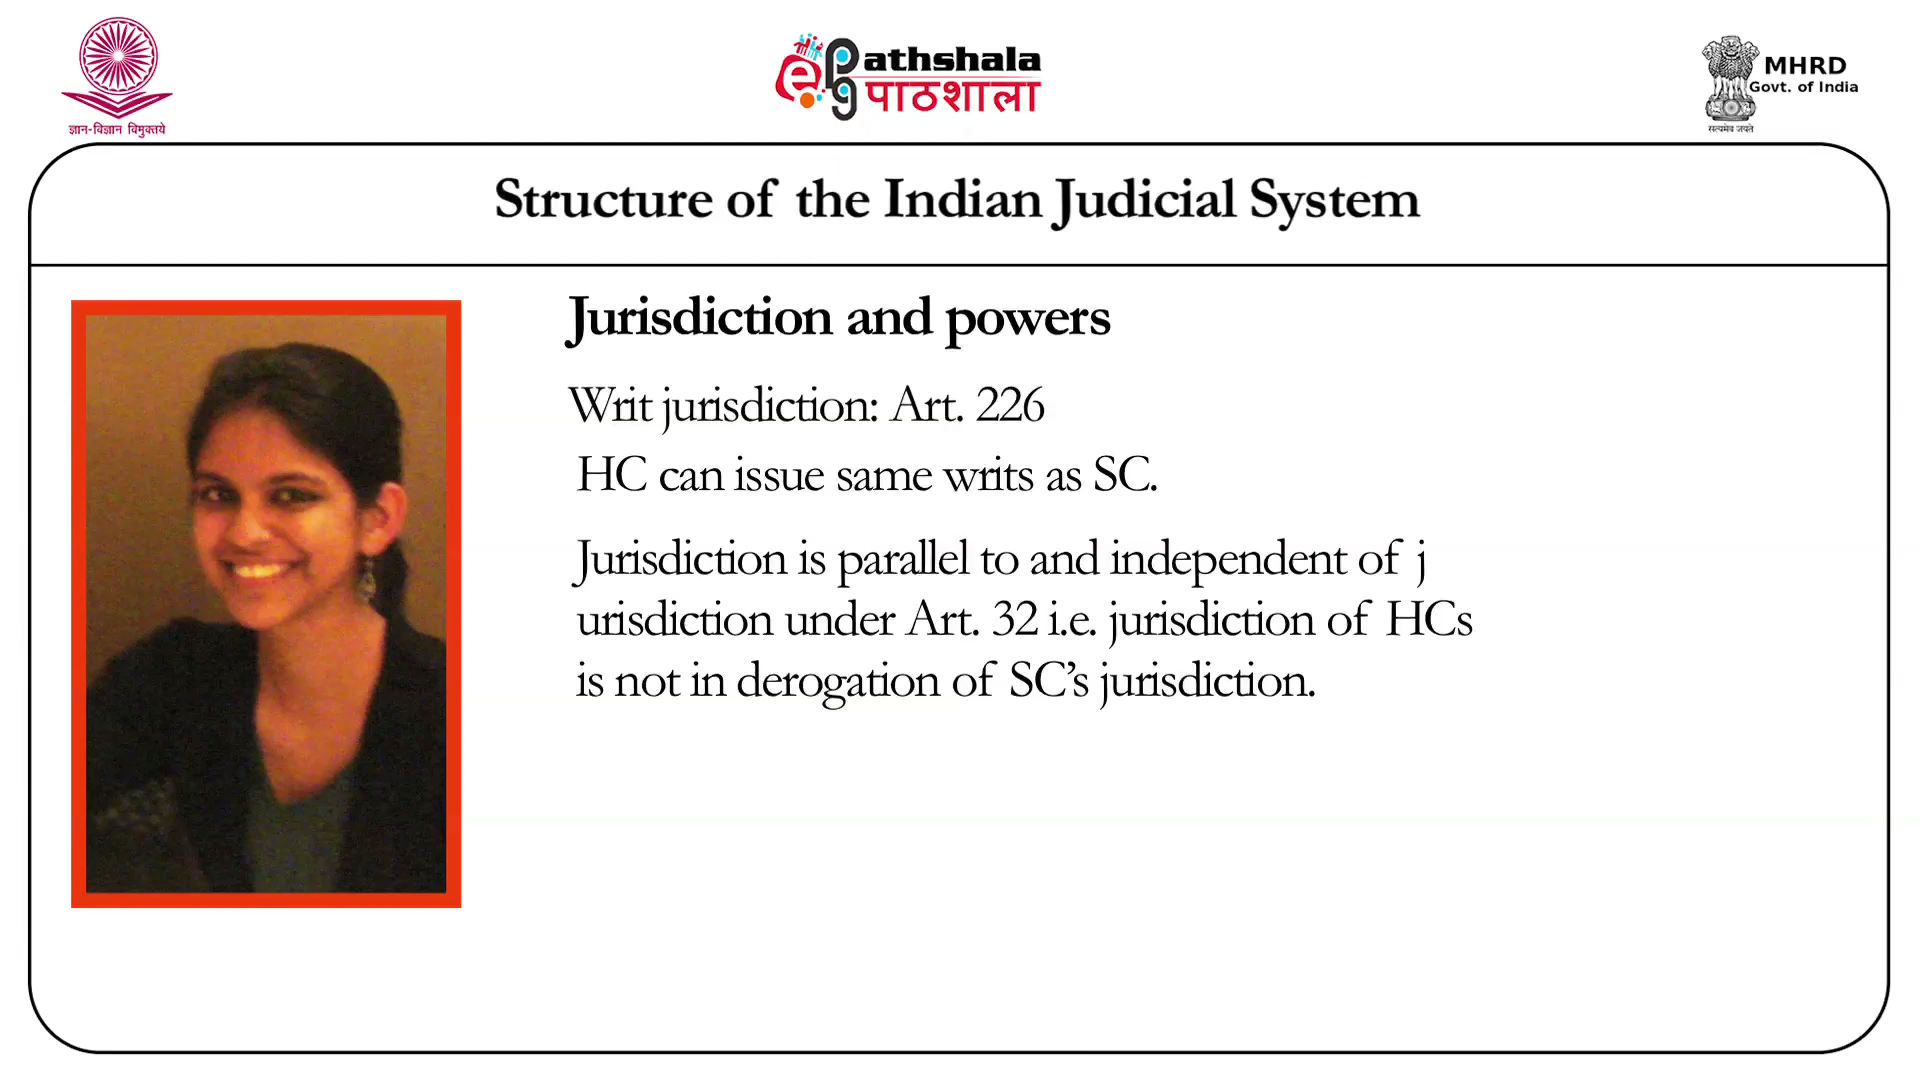 ज्ञान-विज्ञान विमुक्तये
e Pg athshala
पाठशाला
MHRD
Govt. of India
सत्यमेव जयते
Structure of the Indian Judicial System
Jurisdiction and powers
Writ jurisdiction: Art. 226
HC can issue same writs as SC.
Jurisdiction is parallel to and independent of j
urisdiction under Art. 32 i.e. jurisdiction of HCs
is not in derogation of SC’s jurisdiction.